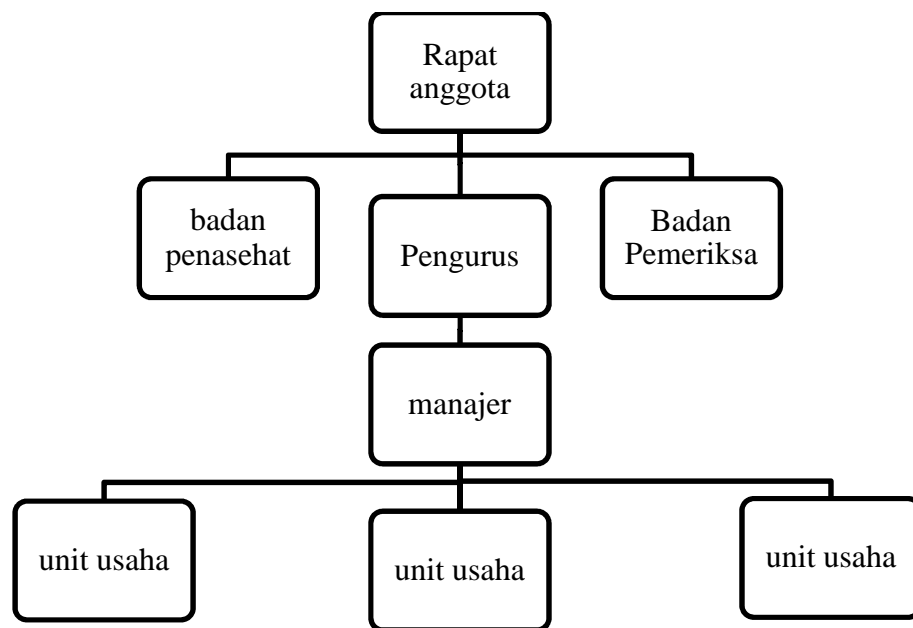 Rapat
anggota
badan
penasehat
Pengurus
Badan
Pemeriksa
manajer
unit usaha
unit usaha
unit usaha